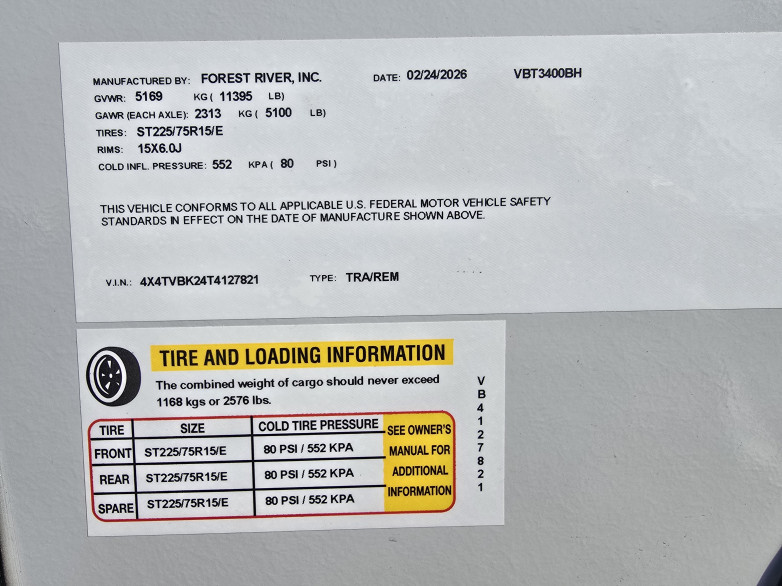 MANUFACTURED BY: FOREST RIVER, INC. DATE: 02/24/2026 VBT3400BH
GVWR: 5169 KG ( 11395 LB)
GAWR (EACH AXLE): 2313 KG ( 5100 LB)
TIRES: ST225/75R15/E
RIMS: 15X6.0J
COLD INFL. PRESSURE: 552 KPA ( 80 PSI )
THIS VEHICLE CONFORMS TO ALL APPLICABLE U.S. FEDERAL MOTOR VEHICLE SAFETY
STANDARDS IN EFFECT ON THE DATE OF MANUFACTURE SHOWN ABOVE.
V.I.N.: 4X4TVBK24T4127821 TYPE: TRA/REM
TIRE AND LOADING INFORMATION
The combined weight of cargo should never exceed
1168 kgs or 2576 lbs.
TIRE SIZE COLD TIRE PRESSURE SEE OWNER'S
FRONT ST225/75R15/E 80 PSI / 552 KPA MANUAL FOR
REAR ST225/75R15/E 80 PSI / 552 KPA ADDITIONAL
SPARE ST225/75R15/E 80 PSI / 552 KPA INFORMATION
VB4127821